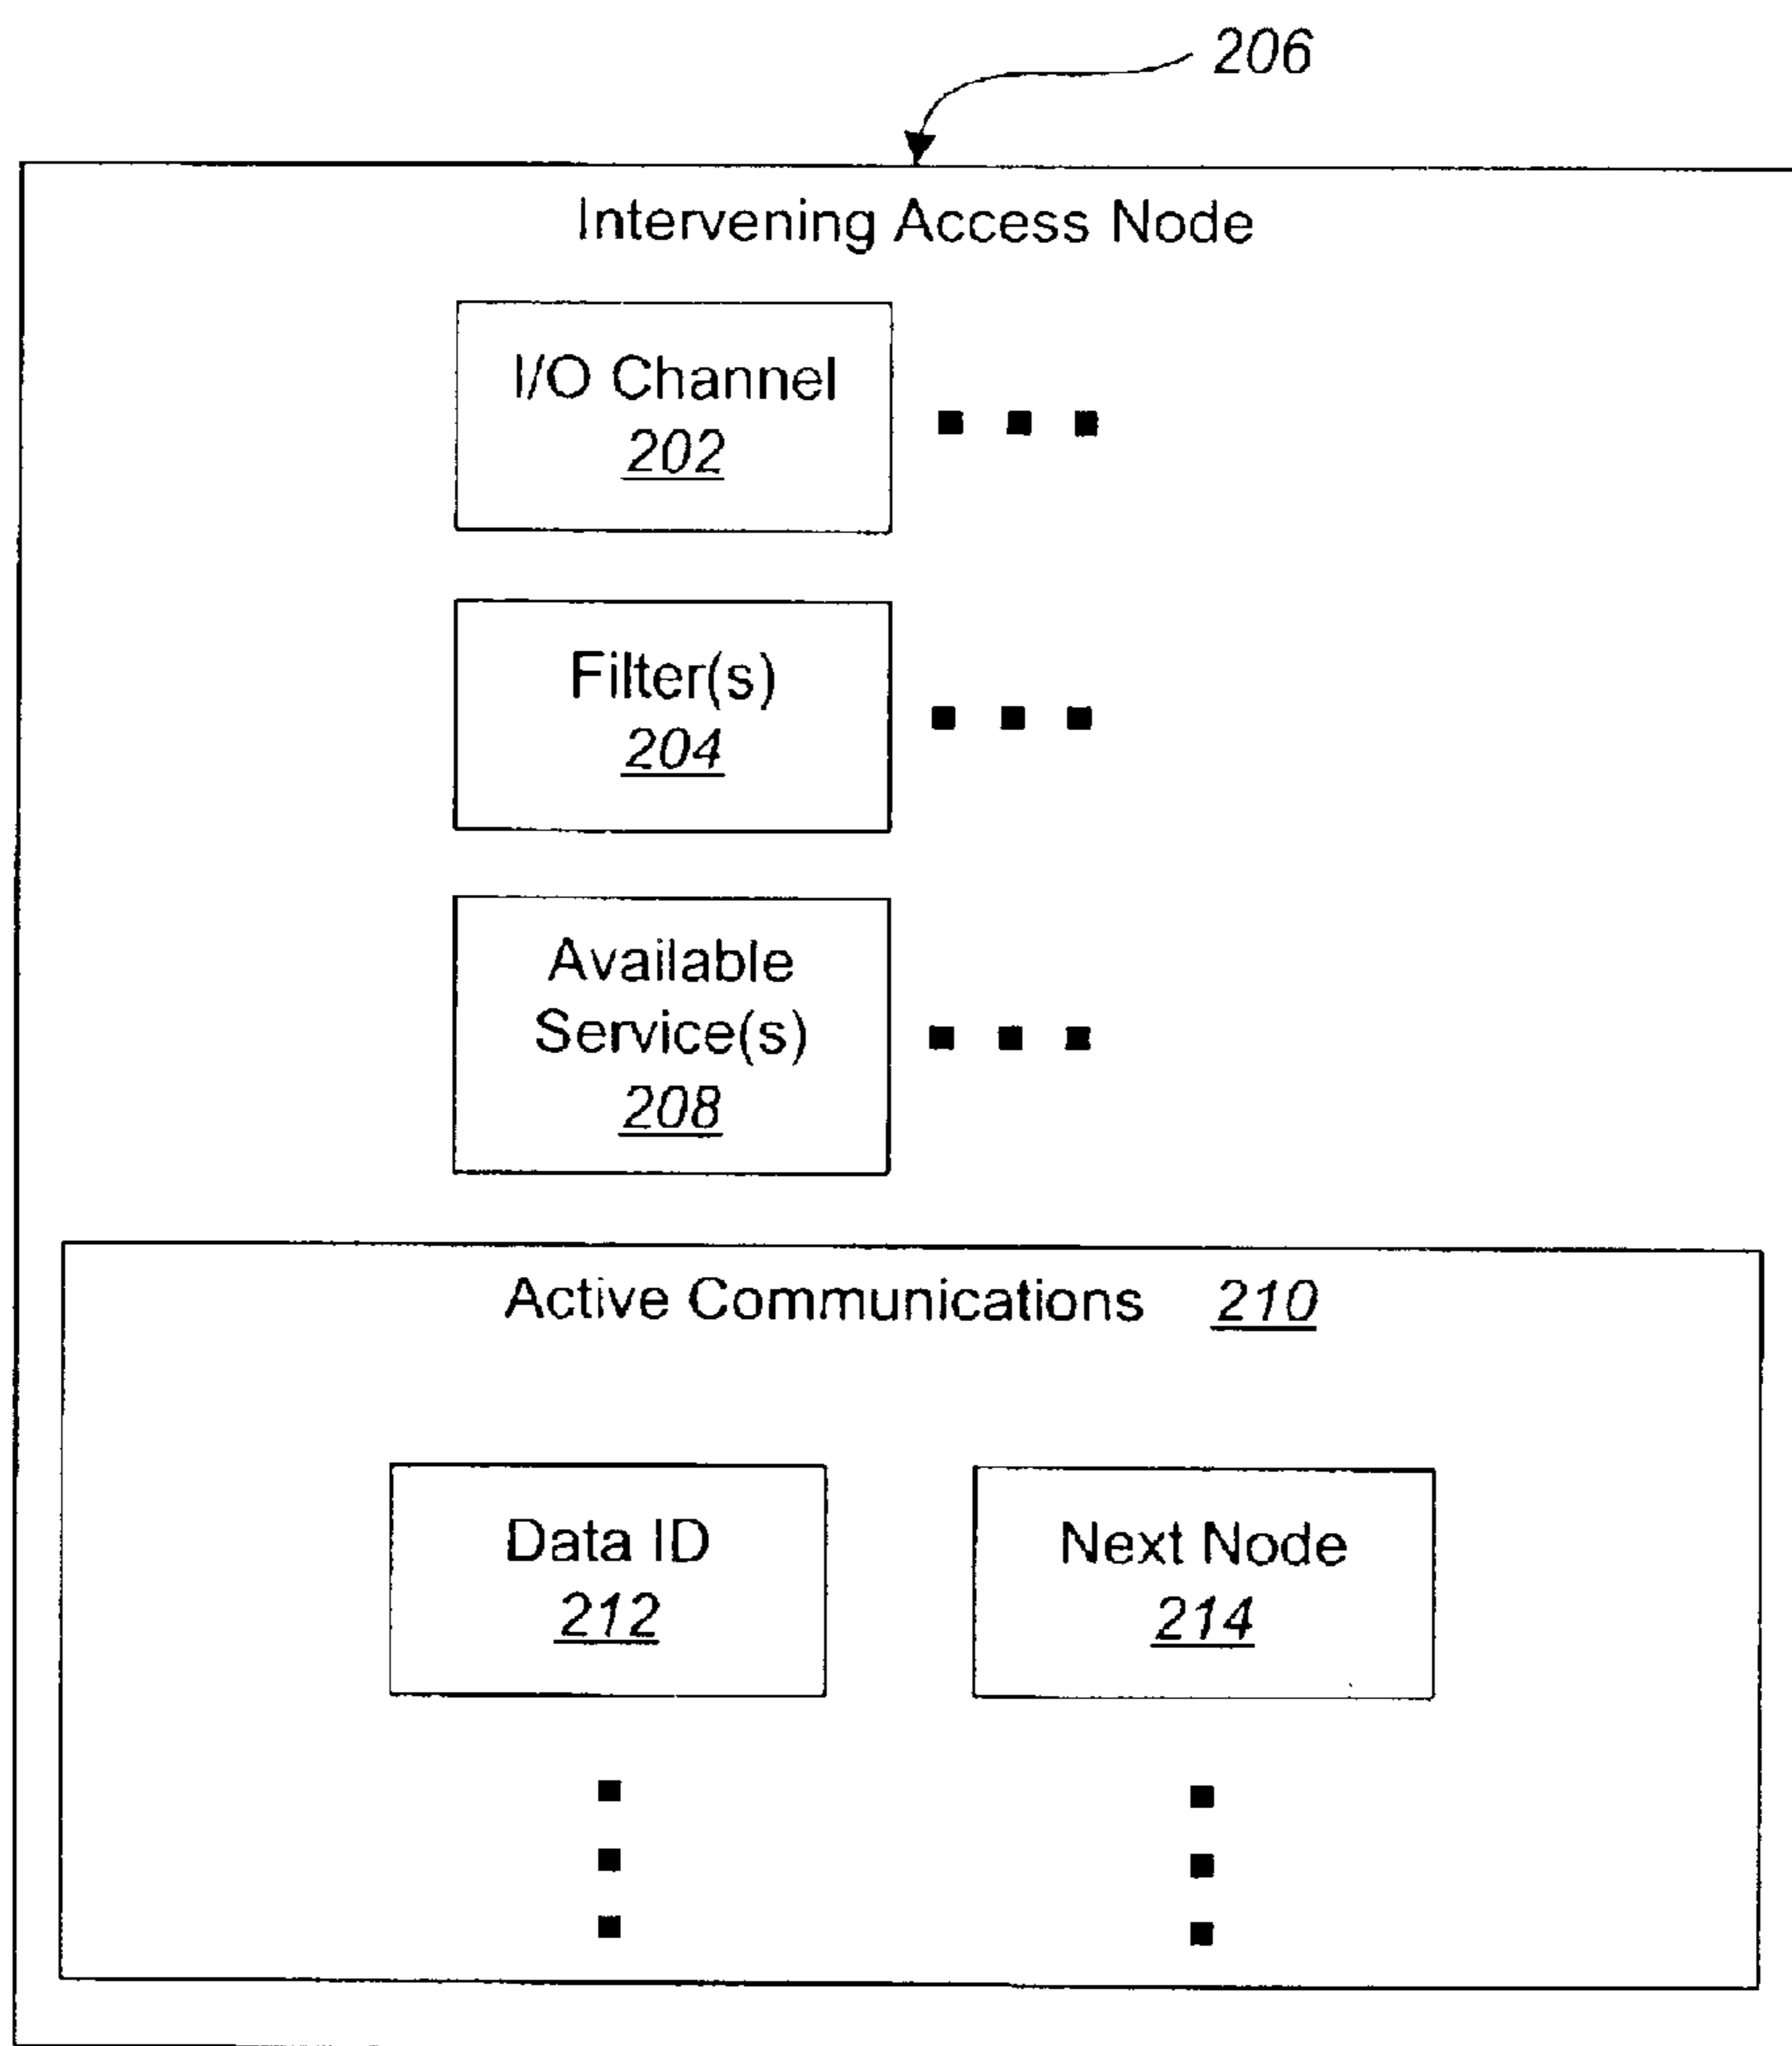 206
Intervening Access Node
I/O Channel
202
Filter(s)
204
Available
Service(s)
208
Active Communications 210
Data ID
212
Next Node
214